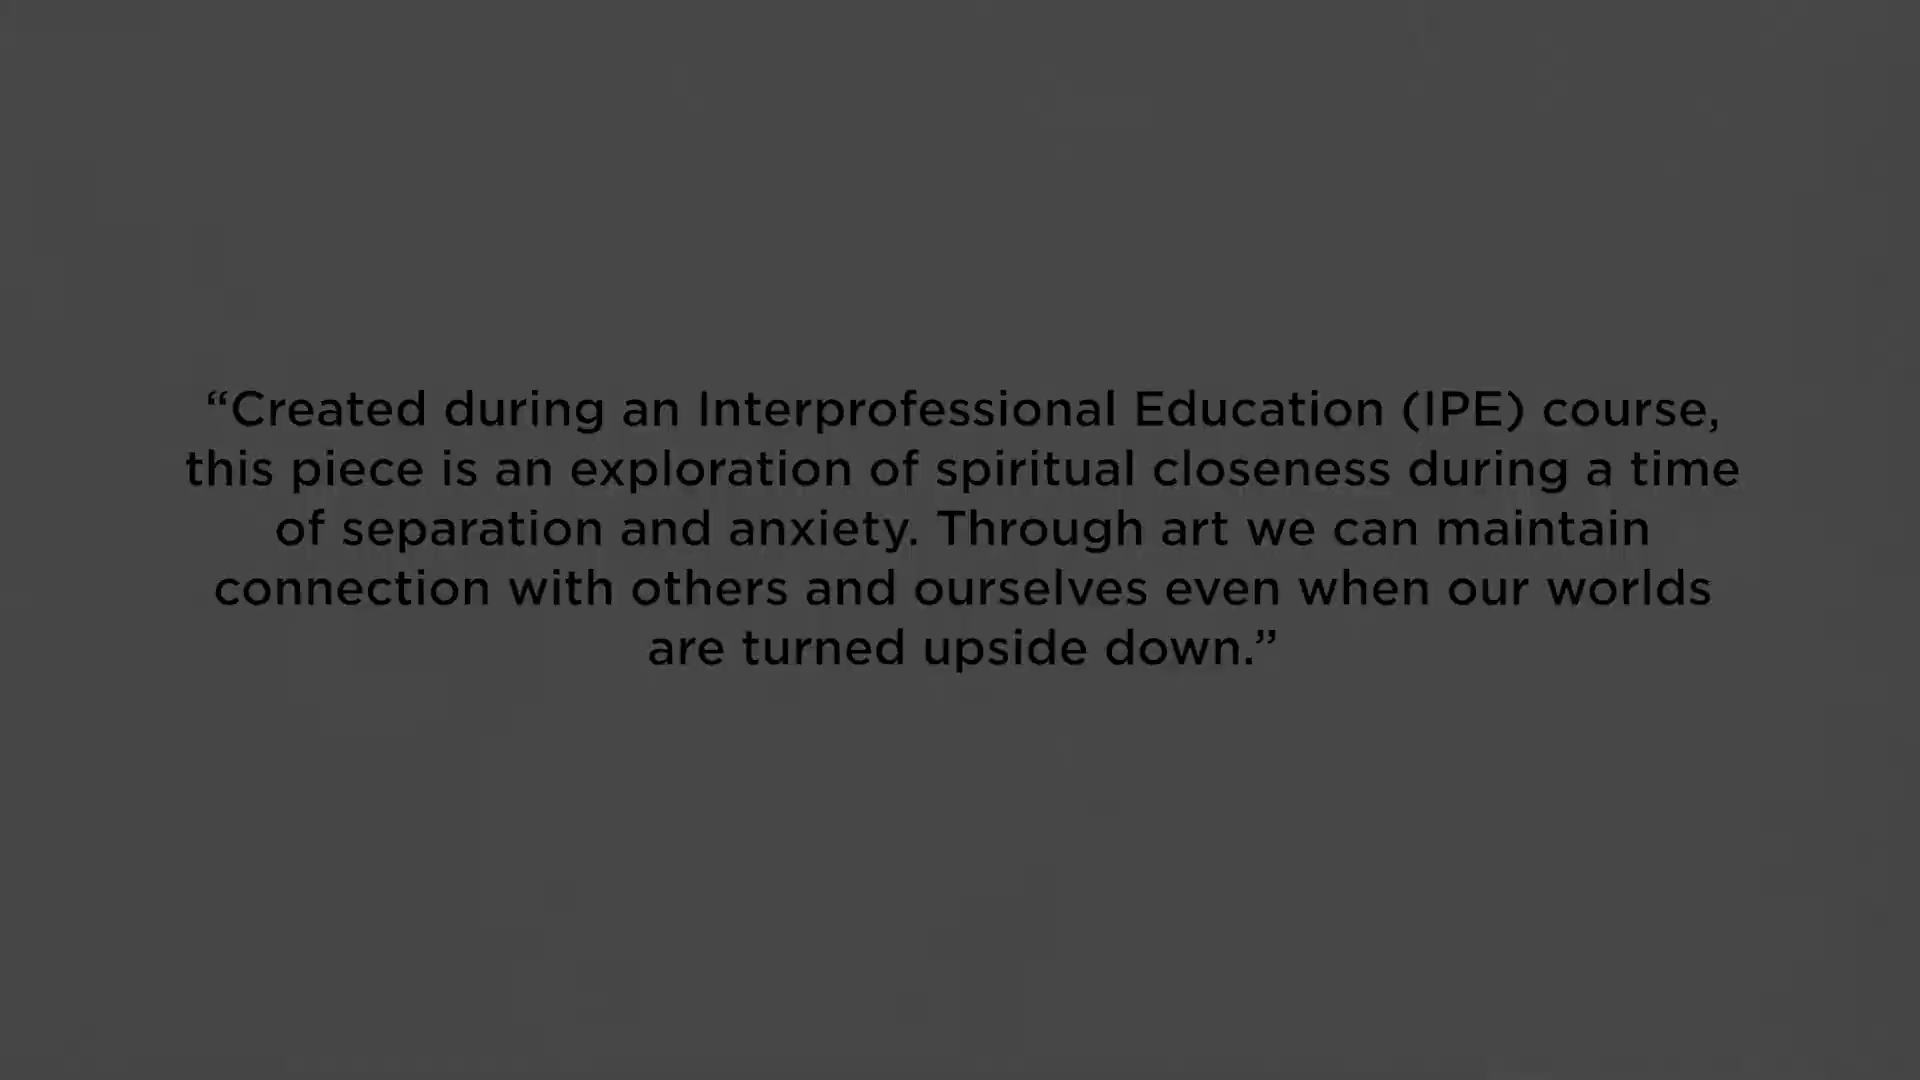 “Created during an Interprofessional Education (IPE) course,
this piece is an exploration of spiritual closeness during a time
of separation and anxiety. Through art we can maintain
connection with others and ourselves even when our worlds
are turned upside down.”